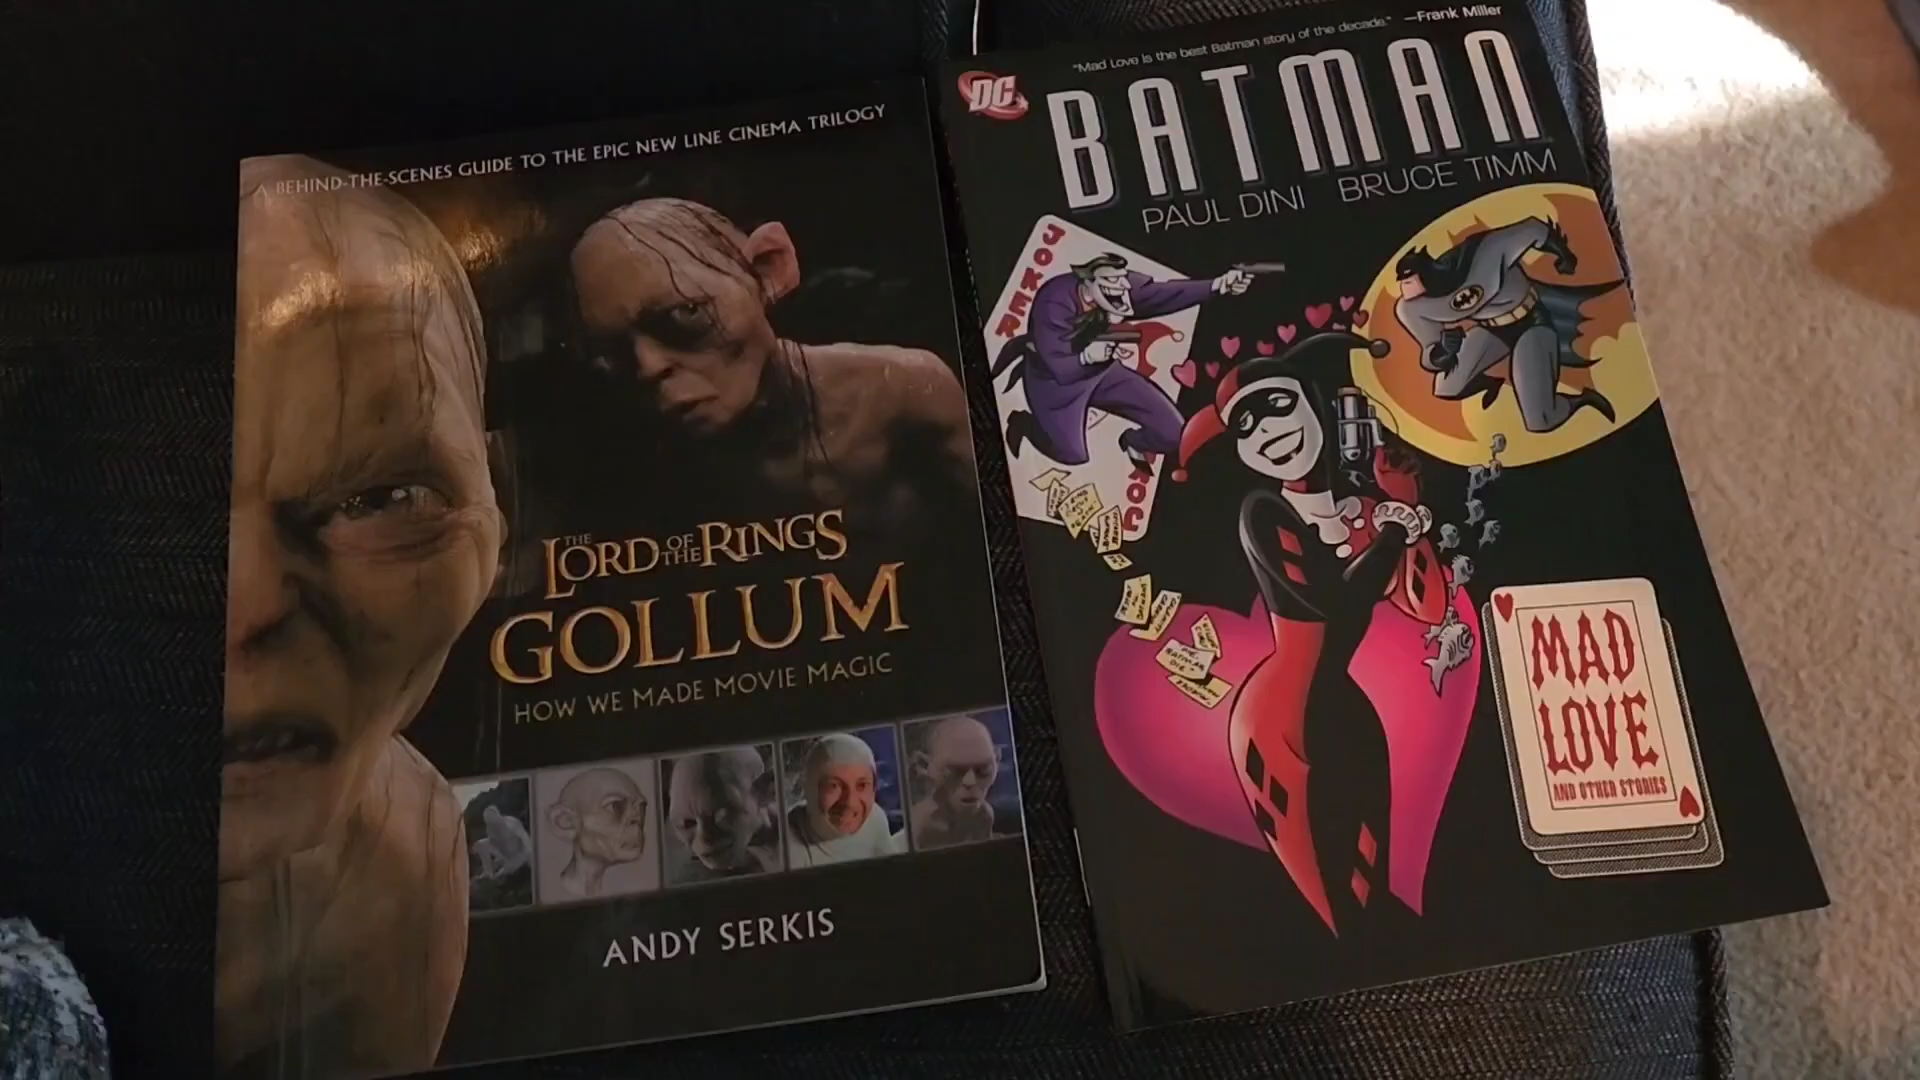 A BEHIND-THE-SCENES GUIDE TO THE EPIC NEW LINE CINEMA TRILOGY
THE LORD OF THE RINGS
GOLLUM
HOW WE MADE MOVIE MAGIC
ANDY SERKIS
"Mad Love is the best Batman story of the decade." —Frank Miller
DC
BATMAN
PAUL DINI BRUCE TIMM
JOKER
JOK
MAD
LOVE
AND OTHER STORIES